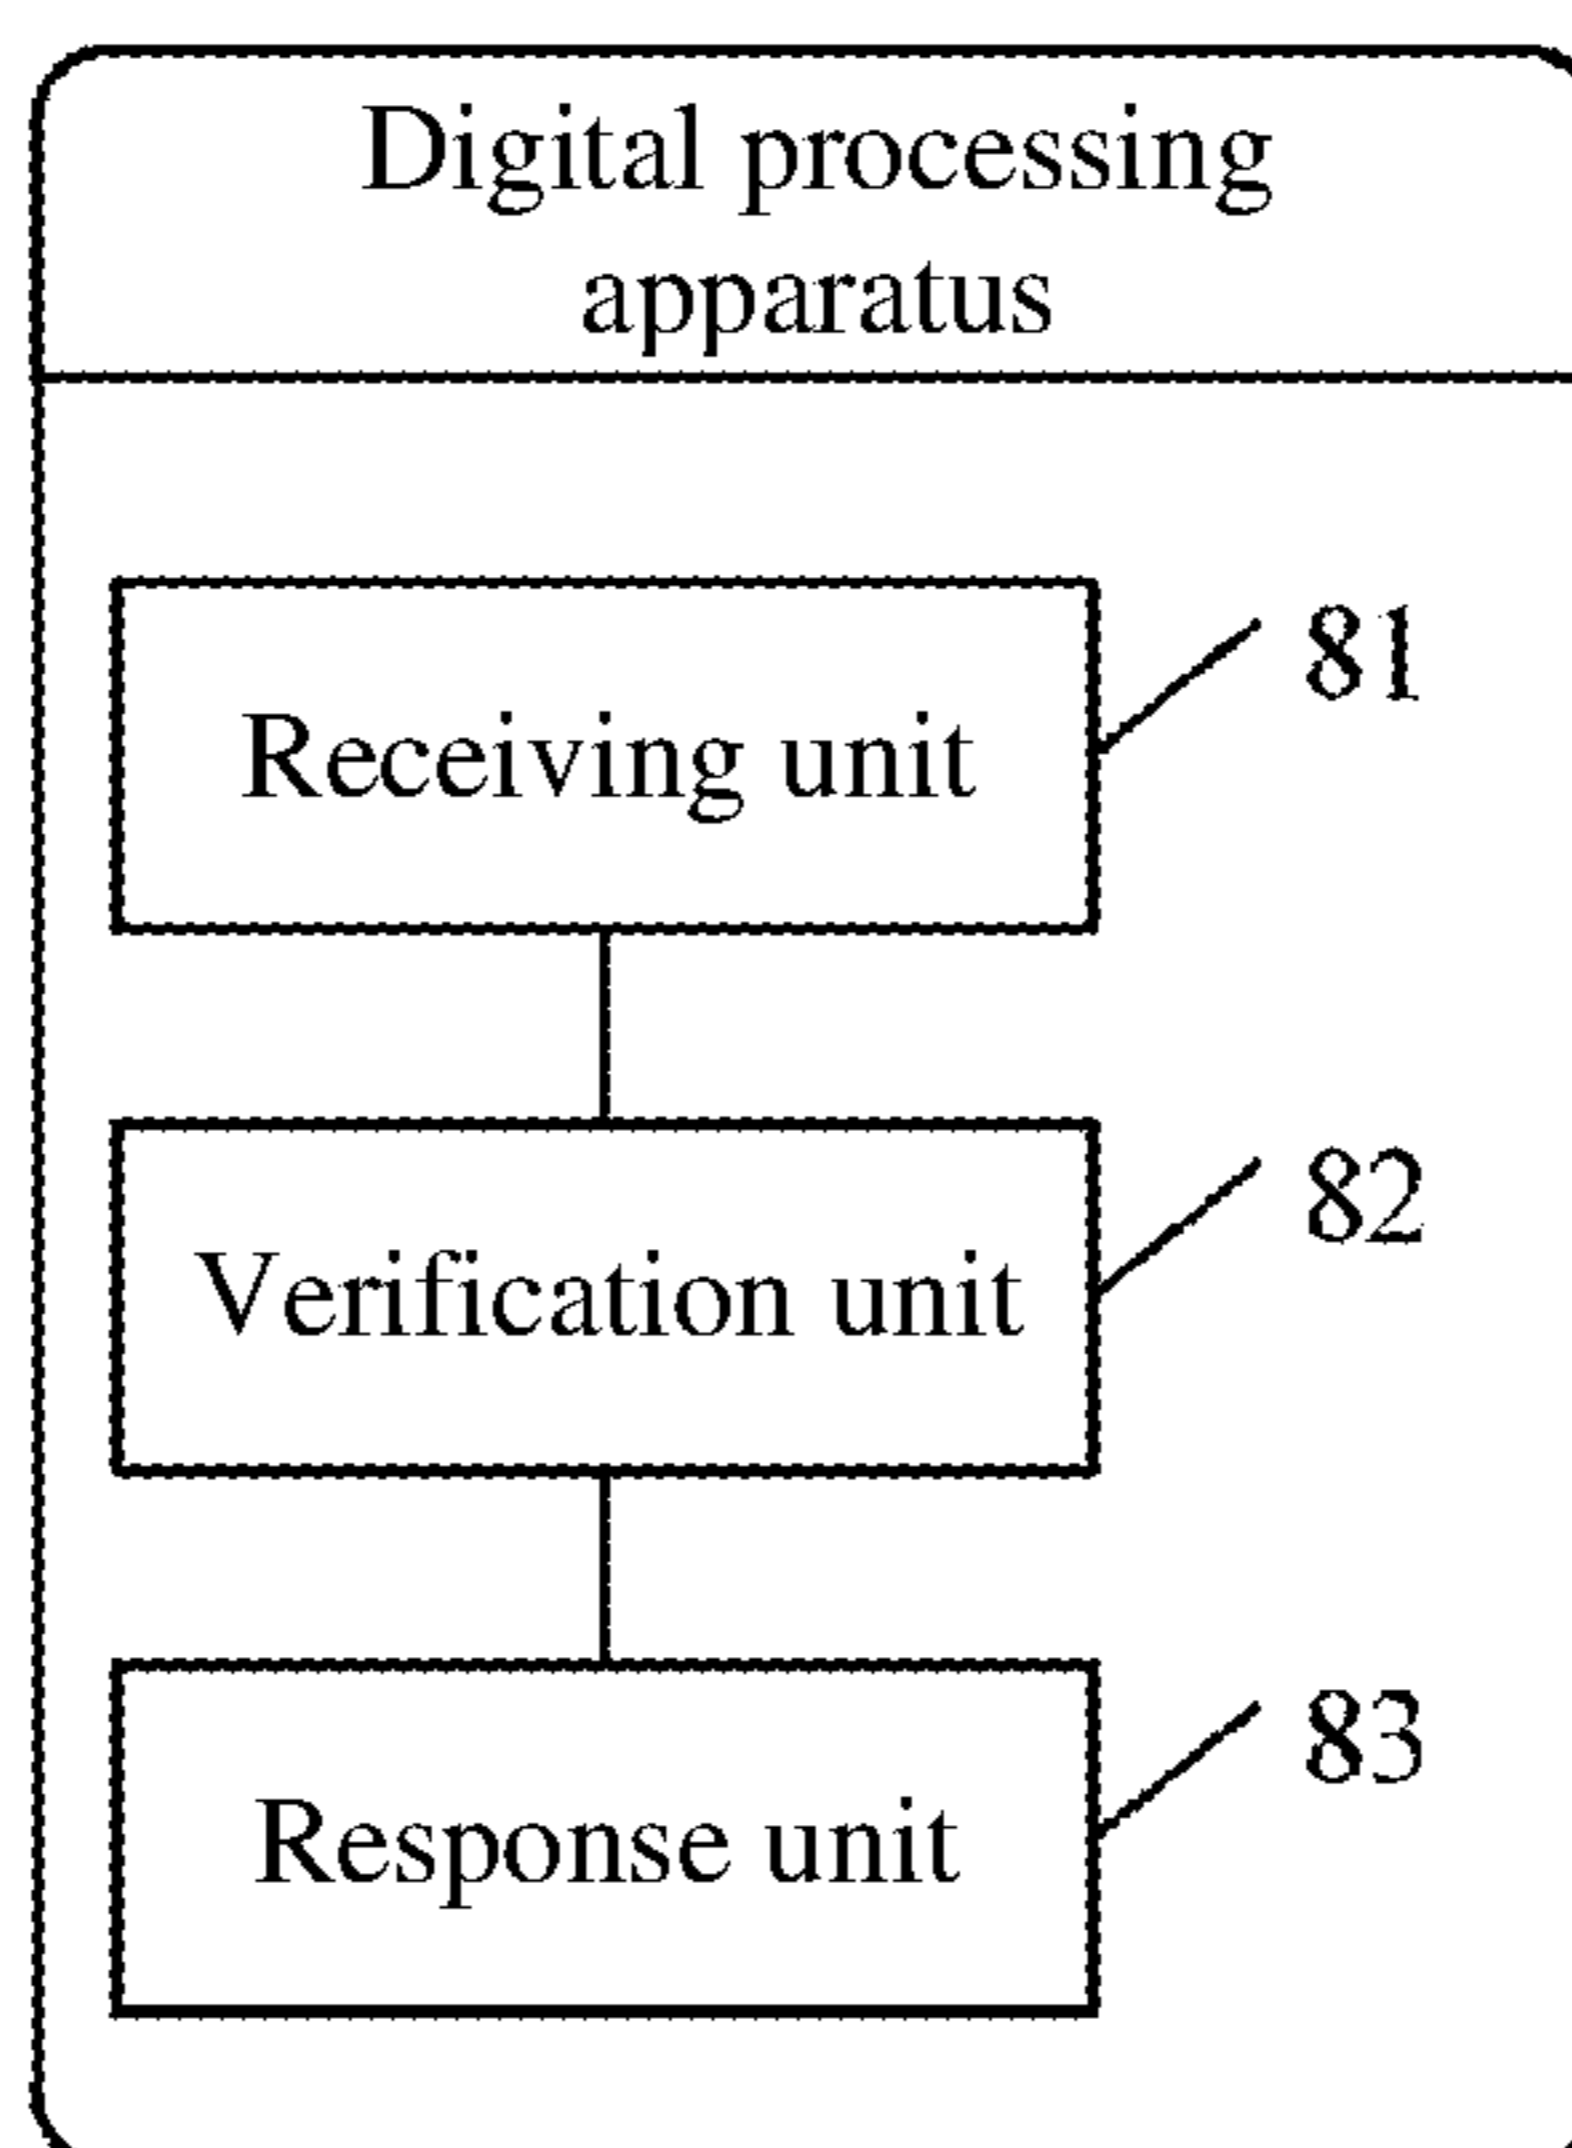 Digital processing
apparatus
81
Receiving unit
82
Verification unit
83
Response unit